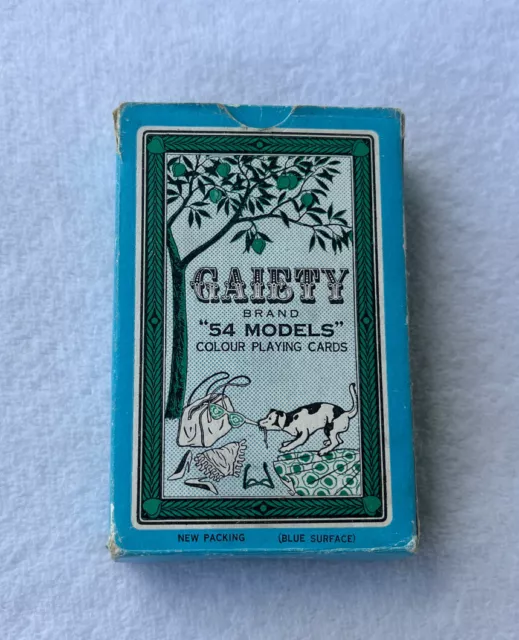 GAIETY
BRAND
"54 MODELS"
COLOUR PLAYING CARDS
NEW PACKING (BLUE SURFACE)